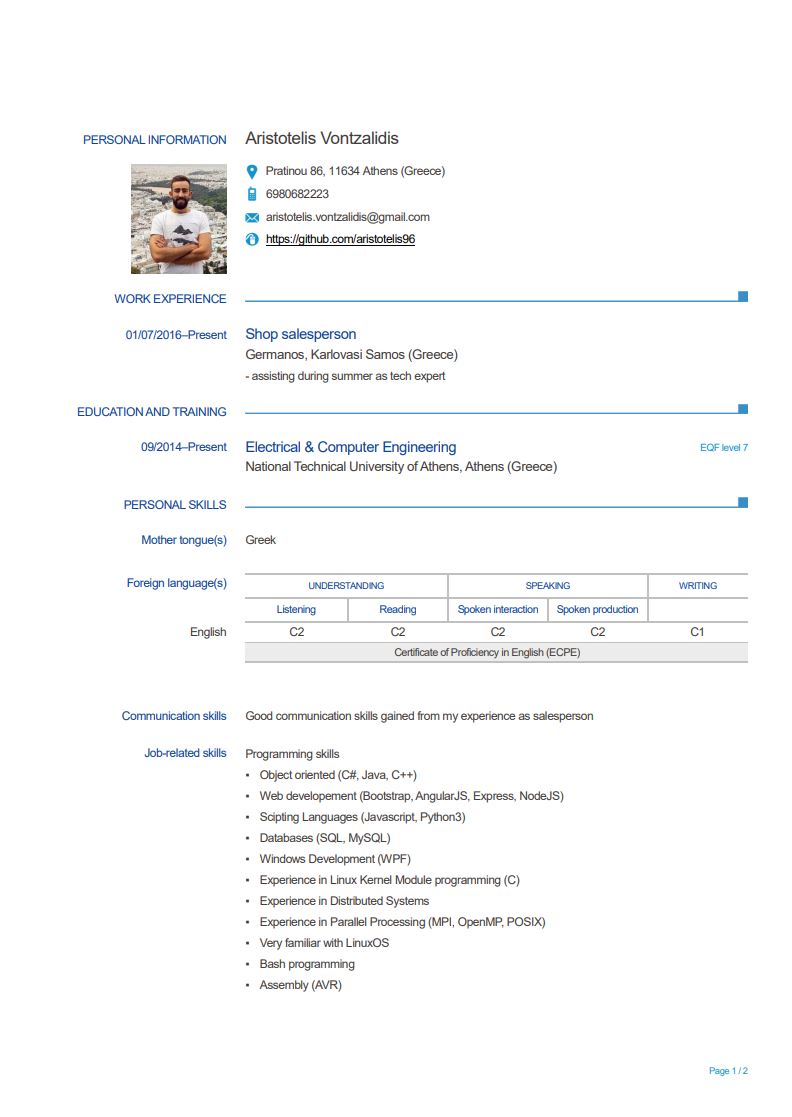 PERSONAL INFORMATION Aristotelis Vontzalidis
Pratinou 86, 11634 Athens (Greece)
6980682223
aristotelis.vontzalidis@gmail.com
https://github.com/aristotelis96
WORK EXPERIENCE
01/07/2016–Present Shop salesperson
Germanos, Karlovasi Samos (Greece)
- assisting during summer as tech expert
EDUCATION AND TRAINING
09/2014–Present Electrical & Computer Engineering EQF level 7
National Technical University of Athens, Athens (Greece)
PERSONAL SKILLS
Mother tongue(s) Greek
Foreign language(s) UNDERSTANDING SPEAKING WRITING
Listening Reading Spoken interaction Spoken production
English C2 C2 C2 C2 C1
Certificate of Proficiency in English (ECPE)
Communication skills Good communication skills gained from my experience as salesperson
Job-related skills Programming skills
▪ Object oriented (C#, Java, C++)
▪ Web developement (Bootstrap, AngularJS, Express, NodeJS)
▪ Scipting Languages (Javascript, Python3)
▪ Databases (SQL, MySQL)
▪ Windows Development (WPF)
▪ Experience in Linux Kernel Module programming (C)
▪ Experience in Distributed Systems
▪ Experience in Parallel Processing (MPI, OpenMP, POSIX)
▪ Very familiar with LinuxOS
▪ Bash programming
▪ Assembly (AVR)
Page 1 / 2